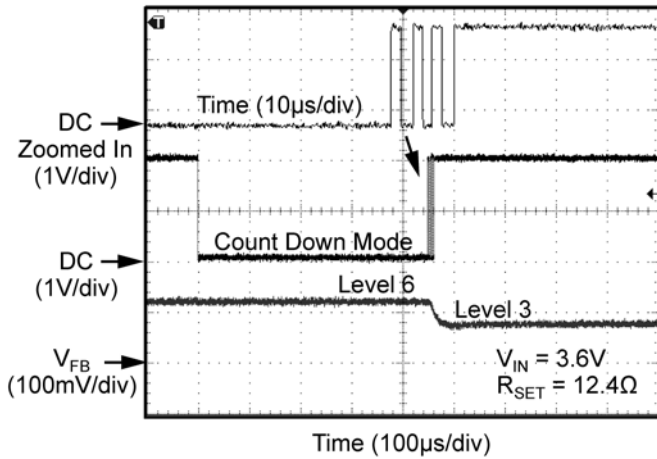 T
Time (10µs/div)
DC
Zoomed In
(1V/div)
Count Down Mode
DC
(1V/div)
Level 6
Level 3
VFB
(100mV/div)
VIN = 3.6V
RSET = 12.4Ω
Time (100µs/div)